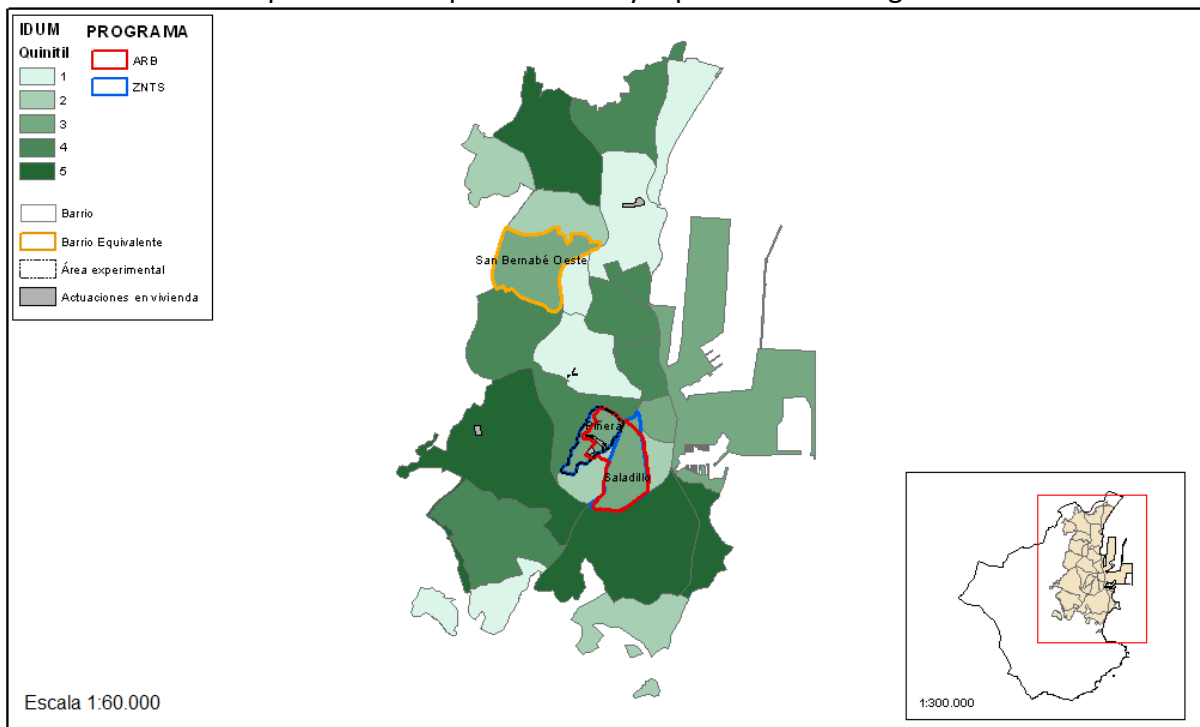 IDUM PROGRAMA
Quinitil
ARB
1
ZNTS
2
3
4
5
Barrio
Barrio Equivalente
Área experimental
Actuaciones en vivienda
San Bernabé Oeste
Piñera
Saladillo
Escala 1:60.000
1:300.000